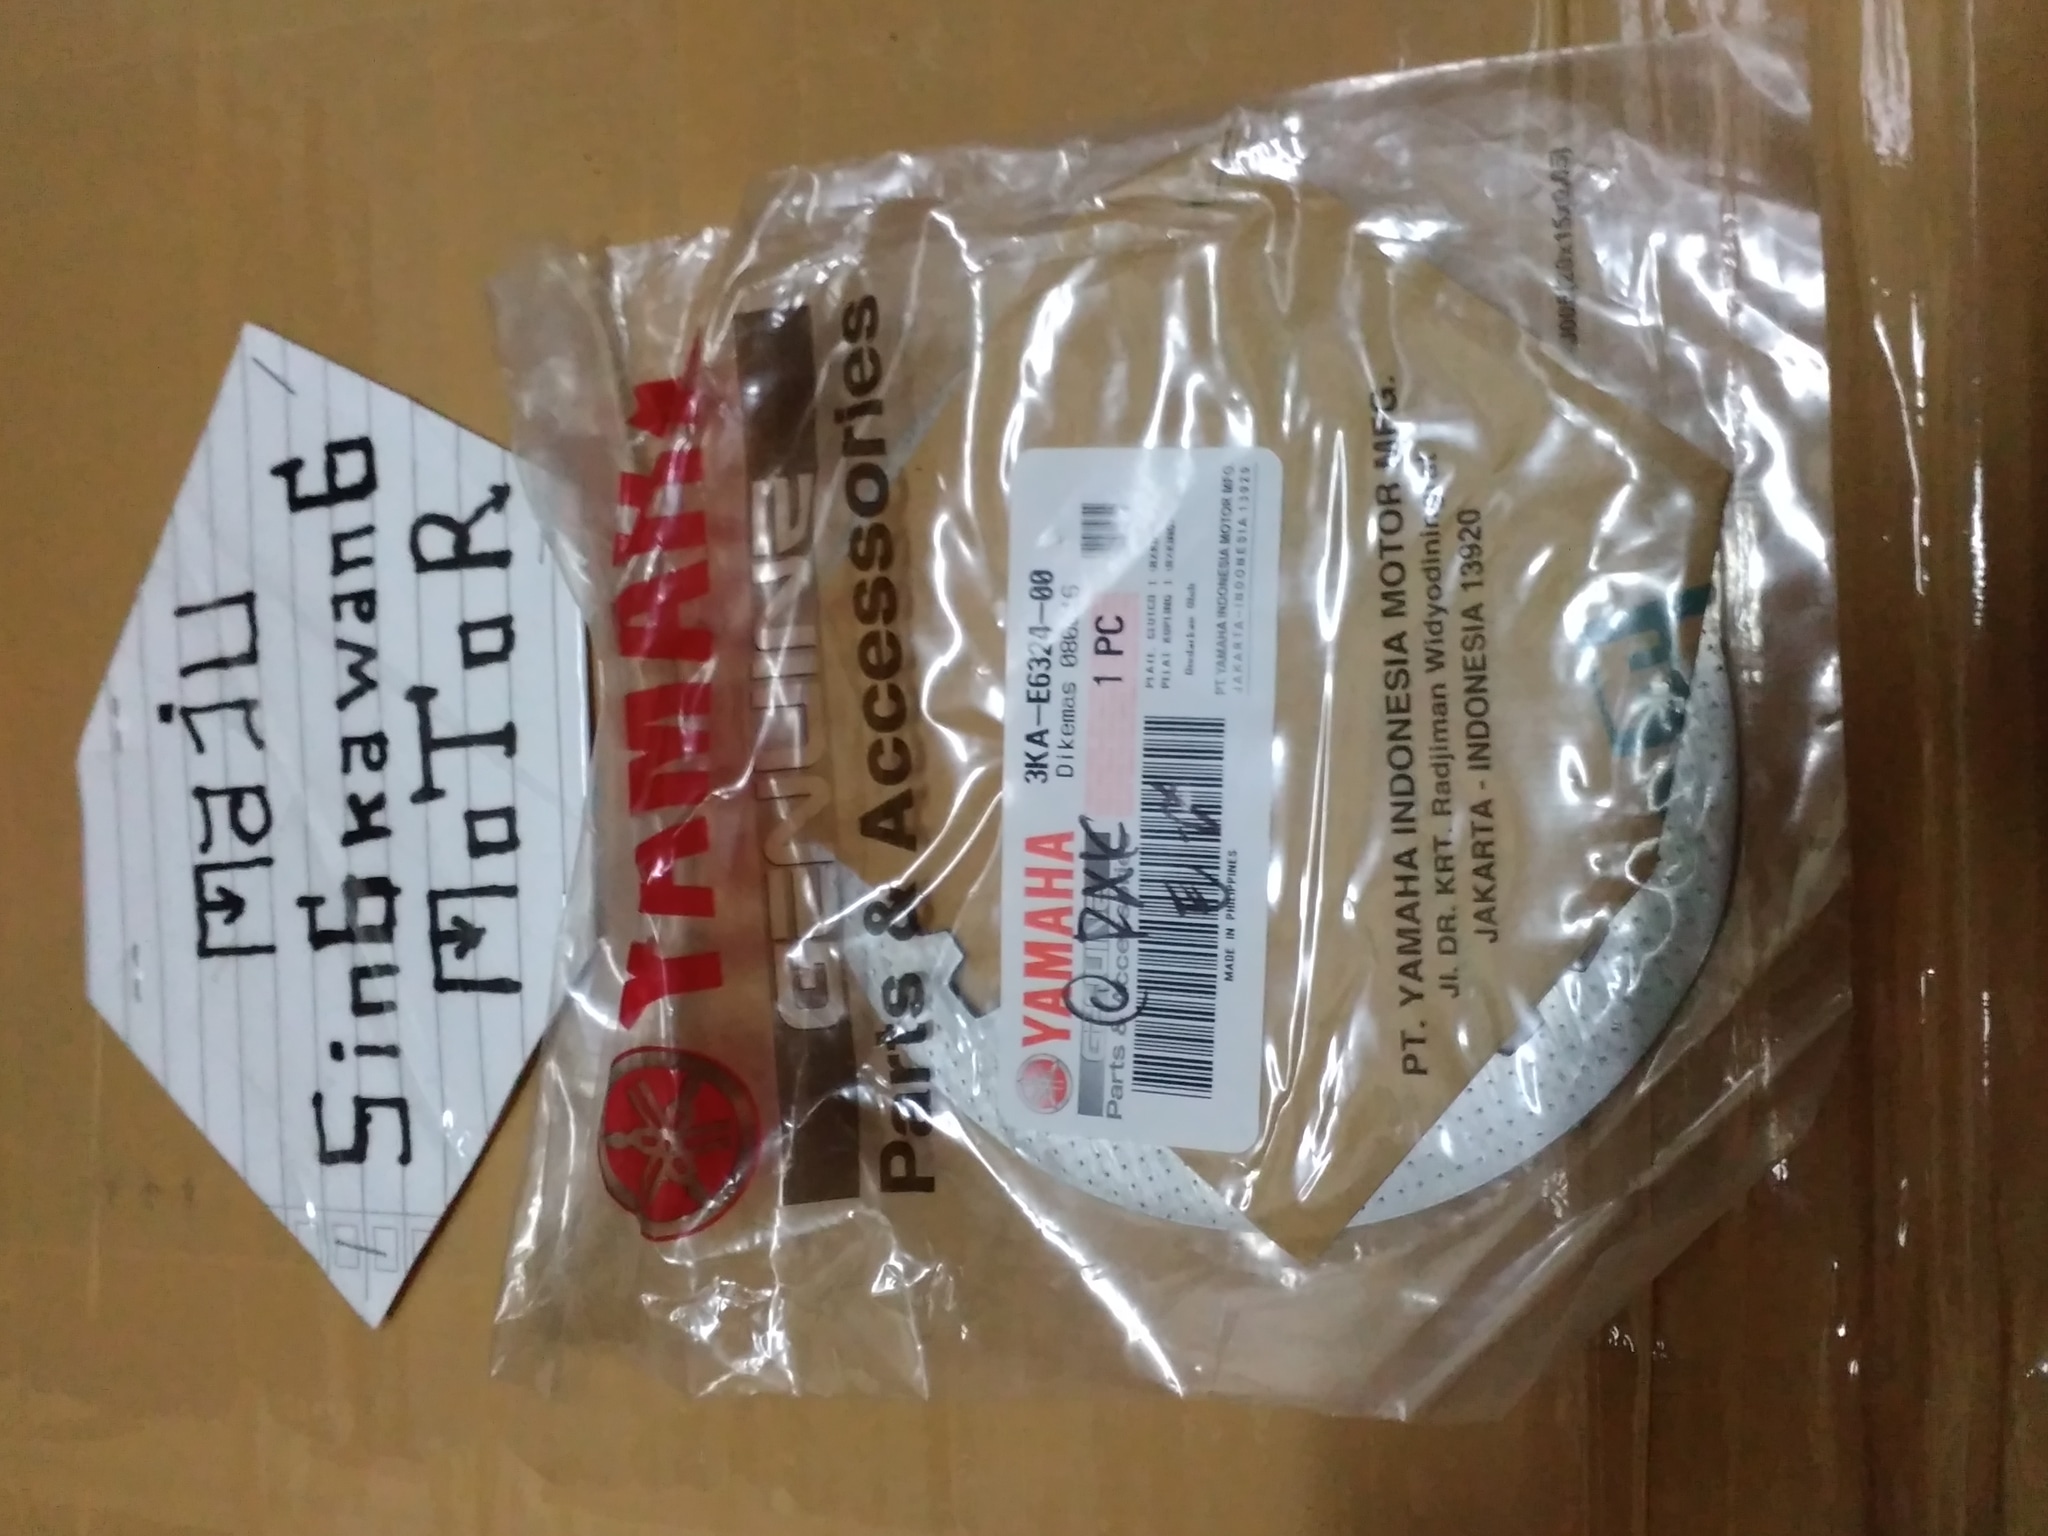 Maju
SinGkawanG
MoToR
YAMAHA
GENUINE
Parts & Accessories
YAMAHA
3KA-E6324-00
Dikemas
1 PC
Parts &
PT. YAMAHA INDONESIA MOTOR MFG.
JAKARTA-INDONESIA 13920
MADE IN PHILIPPINES
PT. YAMAHA INDONESIA MOTOR MFG.
Jl. DR. KRT. Radjiman Widyodiningrat
JAKARTA - INDONESIA 13920